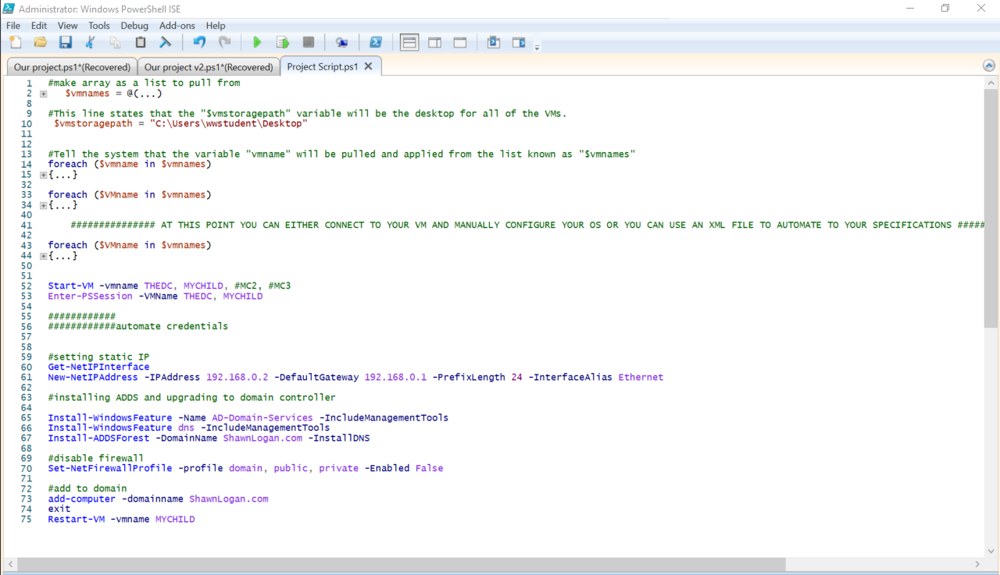 Administrator: Windows PowerShell ISE
File Edit View Tools Debug Add-ons Help
Our project.ps1*(Recovered) Our project v2.ps1*(Recovered) Project Script.ps1
1 #make array as a list to pull from
2 $vmnames = @(...)
8
9 #This line states that the "$vmstoragepath" variable will be the desktop for all of the VMs.
10 $vmstoragepath = "C:\Users\wwstudent\Desktop"
11
12
13 #Tell the system that the variable "vmname" will be pulled and applied from the list known as "$vmnames"
14 foreach ($vmname in $vmnames)
15 {...}
32
33 foreach ($VMname in $vmnames)
34 {...}
40
41 ############### AT THIS POINT YOU CAN EITHER CONNECT TO YOUR VM AND MANUALLY CONFIGURE YOUR OS OR YOU CAN USE AN XML FILE TO AUTOMATE TO YOUR SPECIFICATIONS #####
42
43 foreach ($VMname in $vmnames)
44 {...}
50
51
52 Start-VM -vmname THEDC, MYCHILD, #MC2, #MC3
53 Enter-PSSession -VMName THEDC, MYCHILD
54
55 ############
56 ############automate credentials
57
58
59 #setting static IP
60 Get-NetIPInterface
61 New-NetIPAddress -IPAddress 192.168.0.2 -DefaultGateway 192.168.0.1 -PrefixLength 24 -InterfaceAlias Ethernet
62
63 #installing ADDS and upgrading to domain controller
64
65 Install-WindowsFeature -Name AD-Domain-Services -IncludeManagementTools
66 Install-WindowsFeature dns -IncludeManagementTools
67 Install-ADDSForest -DomainName ShawnLogan.com -InstallDNS
68
69 #disable firewall
70 Set-NetFirewallProfile -profile domain, public, private -Enabled False
71
72 #add to domain
73 add-computer -domainname ShawnLogan.com
74 exit
75 Restart-VM -vmname MYCHILD